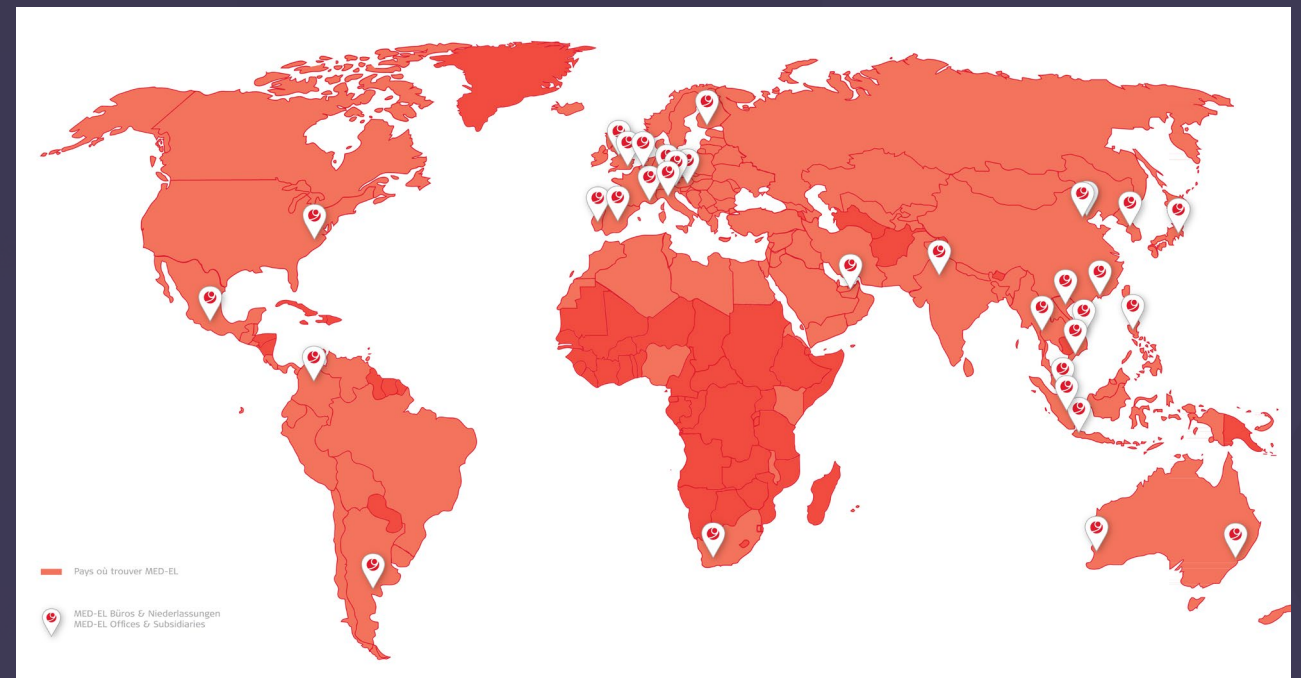 Pays où trouver MED-EL
MED-EL Büros & Niederlassungen
MED-EL Offices & Subsidiaries